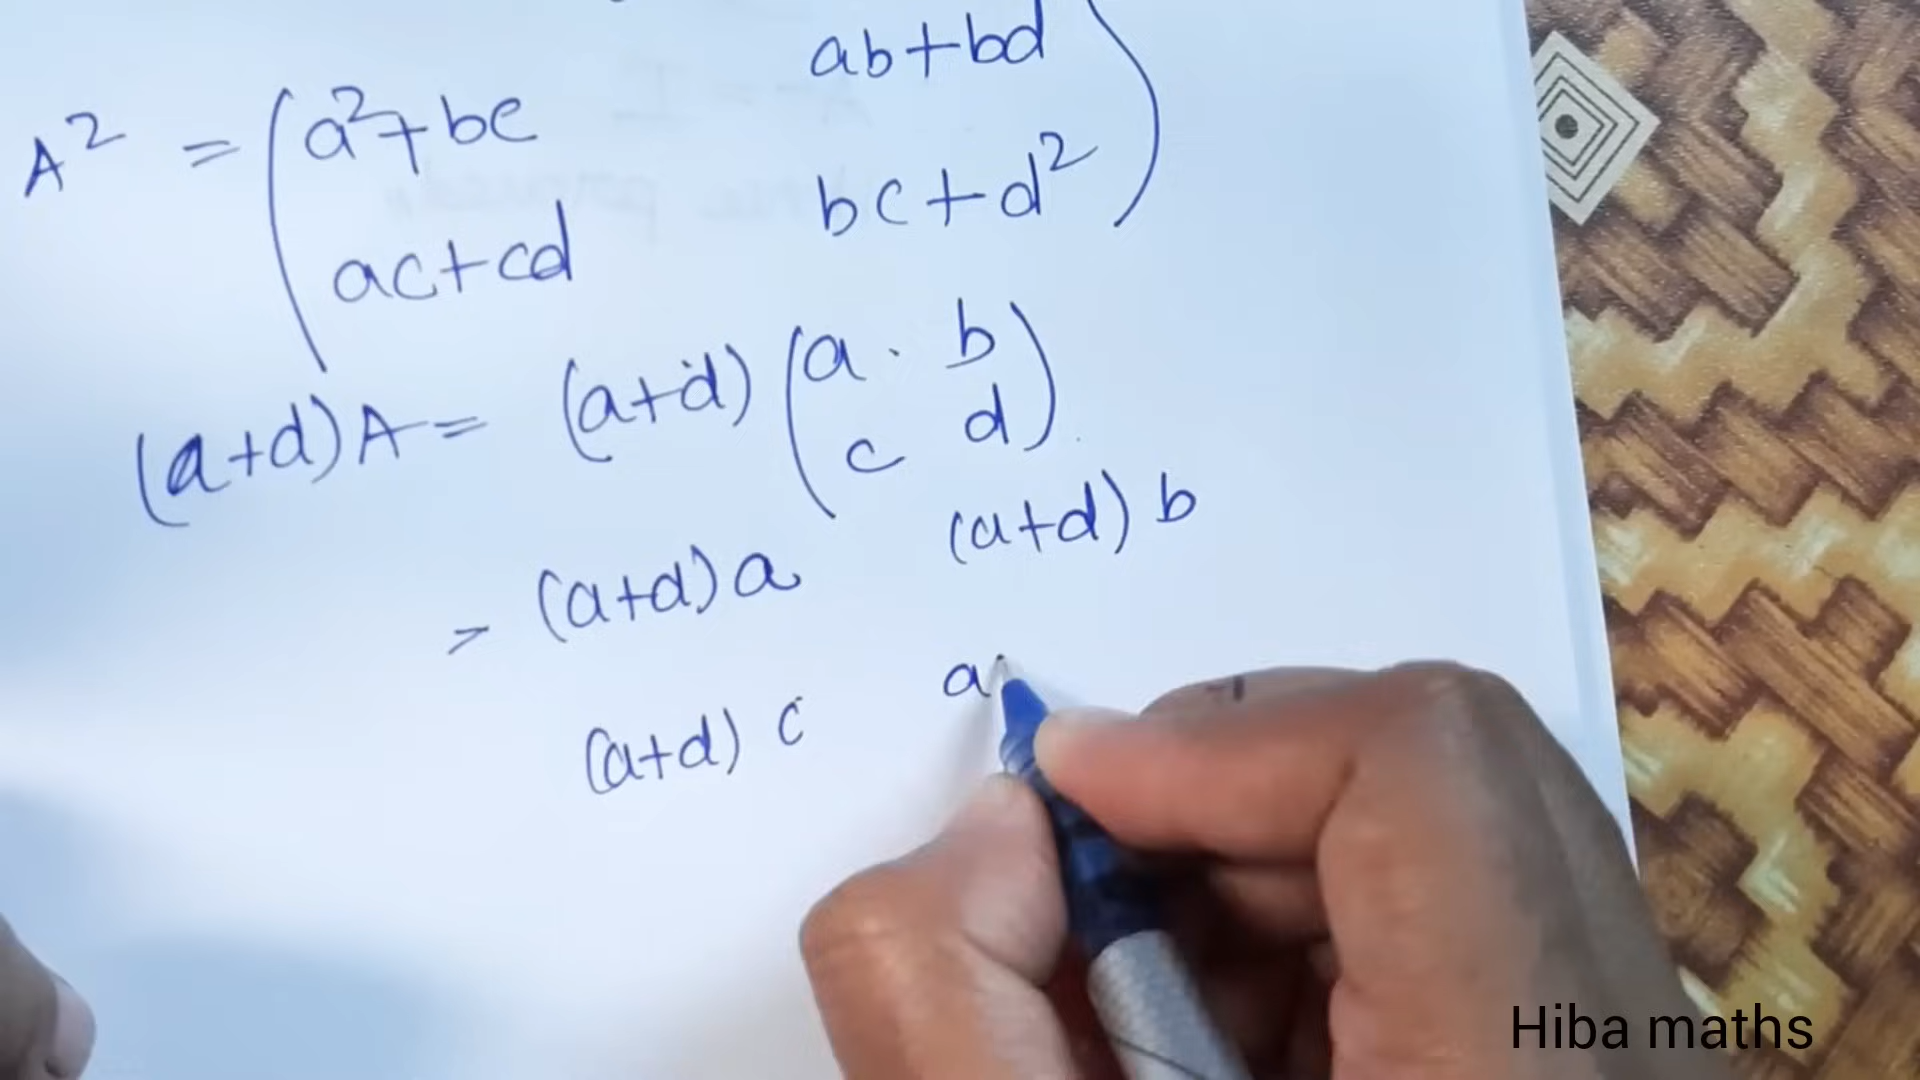 ab+bd
A² = (a²+bc
ac+cd
bc+d²)
(a+d)A= (a+d) (a . b
c d)
= (a+d)a (a+d) b
(a+d) c a
Hiba maths